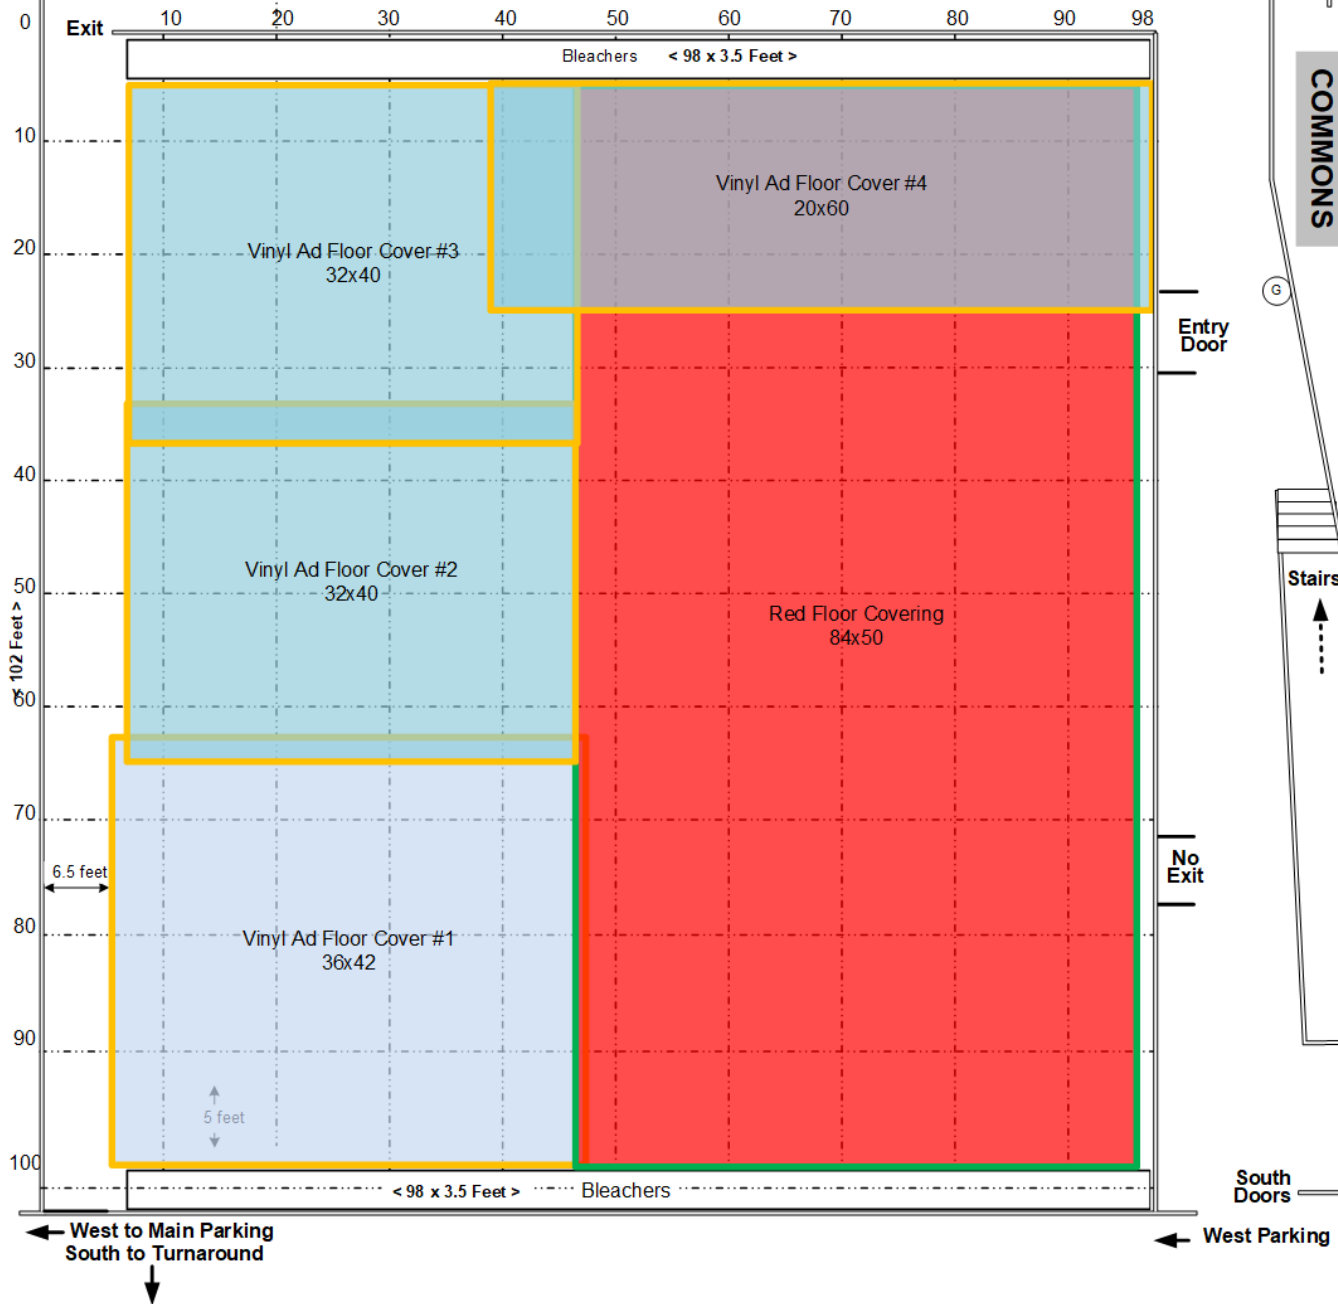 0 10 20 30 40 50 60 70 80 90 98
Exit
Bleachers < 98 x 3.5 Feet >
COMMONS
10
Vinyl Ad Floor Cover #4
20x60
20
Vinyl Ad Floor Cover #3
32x40
G
Entry
Door
30
40
Vinyl Ad Floor Cover #2
32x40
50
Stairs
< 102 Feet >
Red Floor Covering
84x50
60
70
No
Exit
6.5 feet
80
Vinyl Ad Floor Cover #1
36x42
90
5 feet
100
< 98 x 3.5 Feet > Bleachers
South
Doors
West to Main Parking
South to Turnaround
West Parking